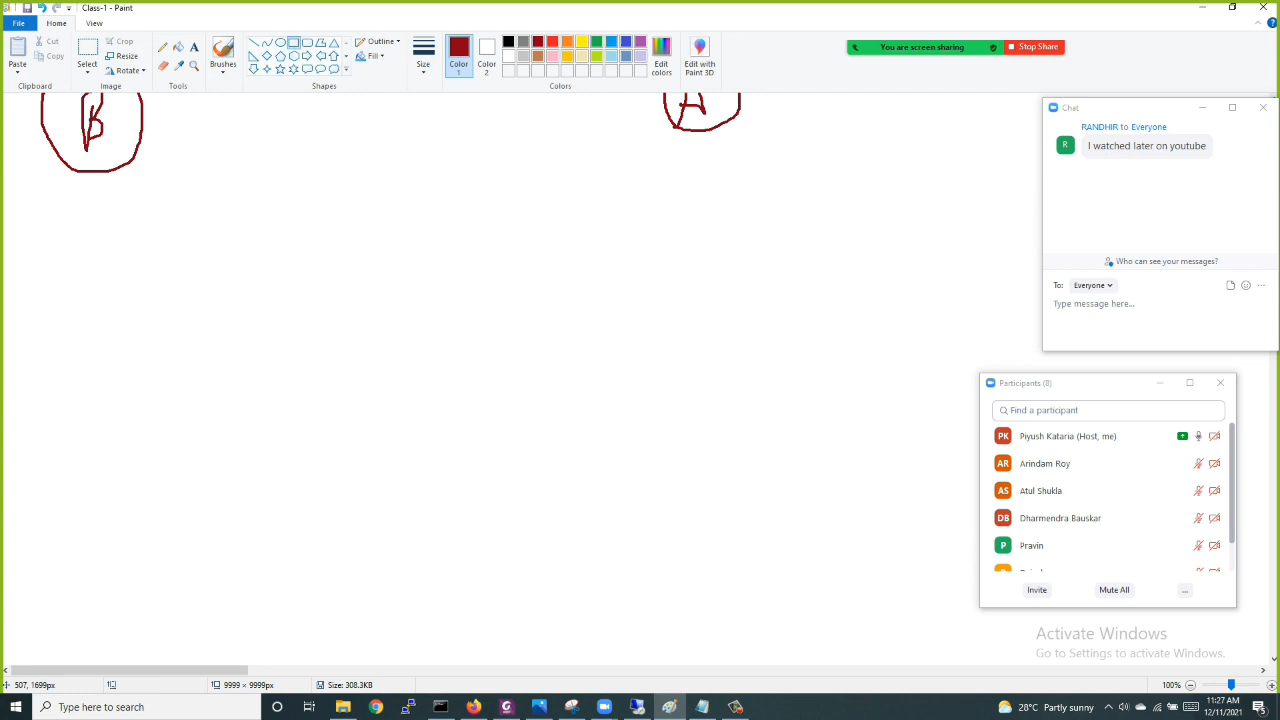 Class-1 - Paint
File
Home
View
Paste
Cut
Copy
Clipboard
Select
Crop
Resize
Rotate
Image
A
Tools
Brushes
Shapes
Outline
Fill
Size
Color
1
Color
2
Colors
Edit
colors
Edit with
Paint 3D
You are screen sharing
Stop Share
B
A
Chat
RANDHIR to Everyone
R
I watched later on youtube
Who can see your messages?
To: Everyone
Type message here...
Participants (8)
Find a participant
PK Piyush Kataria (Host, me)
AR Arindam Roy
AS Atul Shukla
DB Dharmendra Bauskar
P Pravin
Invite
Mute All
...
Activate Windows
Go to Settings to activate Windows.
507, 1699px
9999 × 9999px
Size: 308.3KB
100%
Type here to search
28°C Partly sunny
11:27 AM
12/11/2021